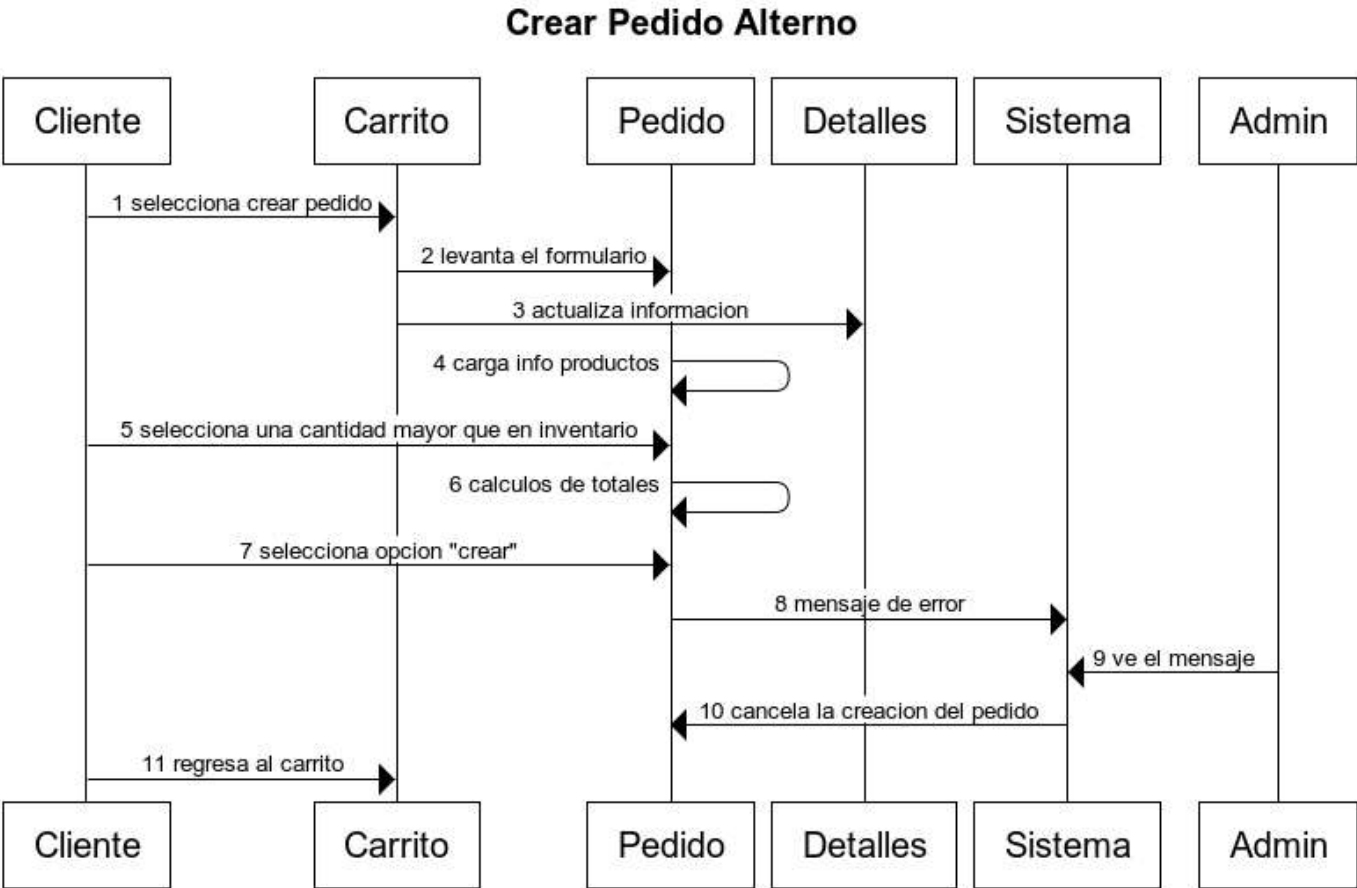 Crear Pedido Alterno
Cliente
Carrito
Pedido
Detalles
Sistema
Admin
1 selecciona crear pedido
2 levanta el formulario
3 actualiza informacion
4 carga info productos
5 selecciona una cantidad mayor que en inventario
6 calculos de totales
7 selecciona opcion "crear"
8 mensaje de error
9 ve el mensaje
10 cancela la creacion del pedido
11 regresa al carrito
Cliente
Carrito
Pedido
Detalles
Sistema
Admin